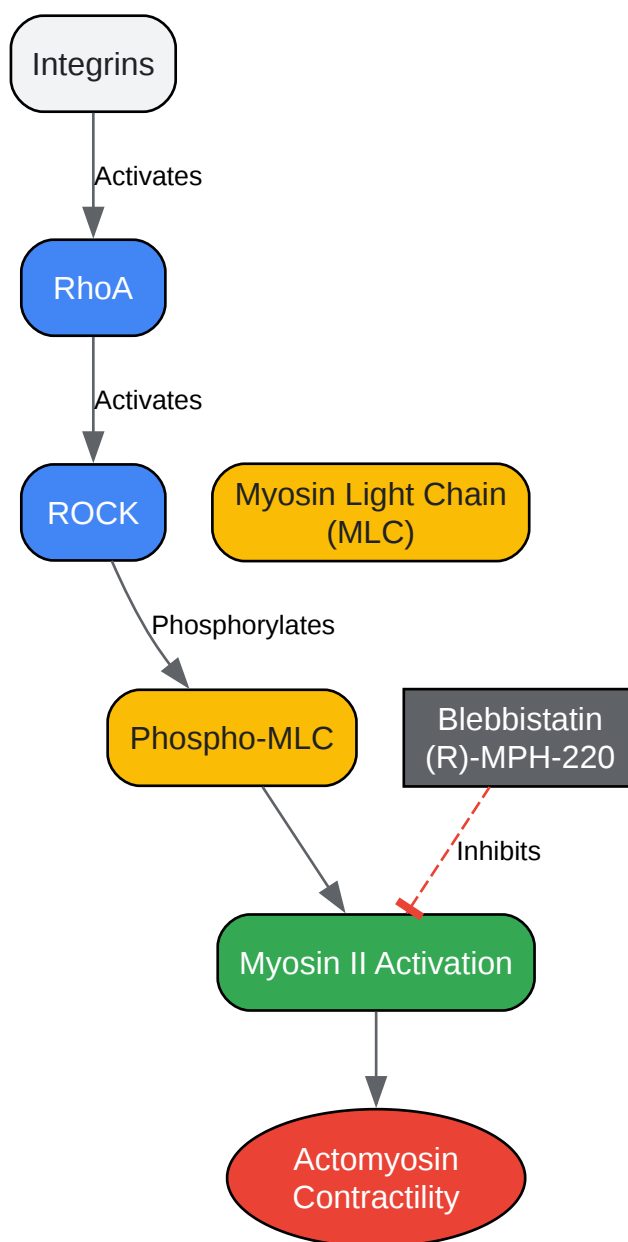 Integrins
Activates
RhoA
Activates
ROCK
Myosin Light Chain
(MLC)
Phosphorylates
Phospho-MLC
Blebbistatin
(R)-MPH-220
Inhibits
Myosin II Activation
Actomyosin
Contractility